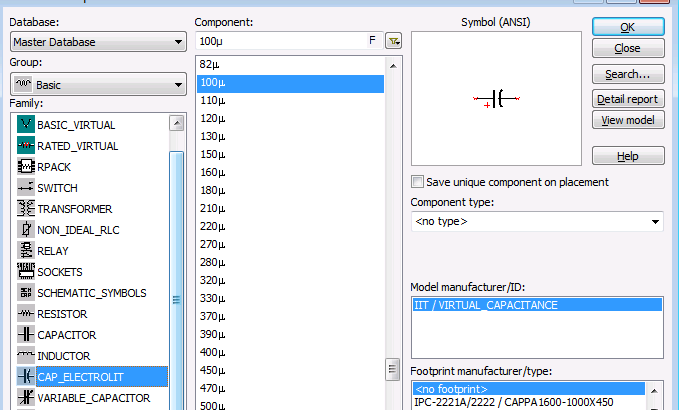 Database:
Master Database
Group:
Basic
Family:
BASIC_VIRTUAL
RATED_VIRTUAL
RPACK
SWITCH
TRANSFORMER
NON_IDEAL_RLC
RELAY
SOCKETS
SCHEMATIC_SYMBOLS
RESISTOR
CAPACITOR
INDUCTOR
CAP_ELECTROLIT
VARIABLE_CAPACITOR
Component:
100µ F
82µ
100µ
110µ
120µ
130µ
150µ
160µ
180µ
210µ
220µ
270µ
280µ
320µ
330µ
370µ
390µ
400µ
450µ
470µ
500µ
Symbol (ANSI)
+
Save unique component on placement
Component type:
<no type>
Model manufacturer/ID:
IIT / VIRTUAL_CAPACITANCE
Footprint manufacturer/type:
<no footprint>
IPC-2221A/2222 / CAPPA1600-1000X450
OK
Close
Search...
Detail report
View model
Help